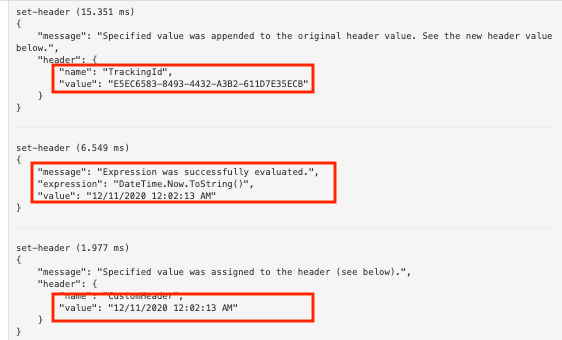 set-header (15.351 ms)
{
"message": "Specified value was appended to the original header value. See the new header value
below.",
"header": {
"name": "TrackingId",
"value": "E5EC6583-8493-4432-A3B2-611D7E35ECB"
}
}
set-header (6.549 ms)
{
"message": "Expression was successfully evaluated.",
"expression": "DateTime.Now.ToString()",
"value": "12/11/2020 12:02:13 AM"
}
set-header (1.977 ms)
{
"message": "Specified value was assigned to the header (see below).",
"header": {
"name": "CustomHeader",
"value": "12/11/2020 12:02:13 AM"
}
}